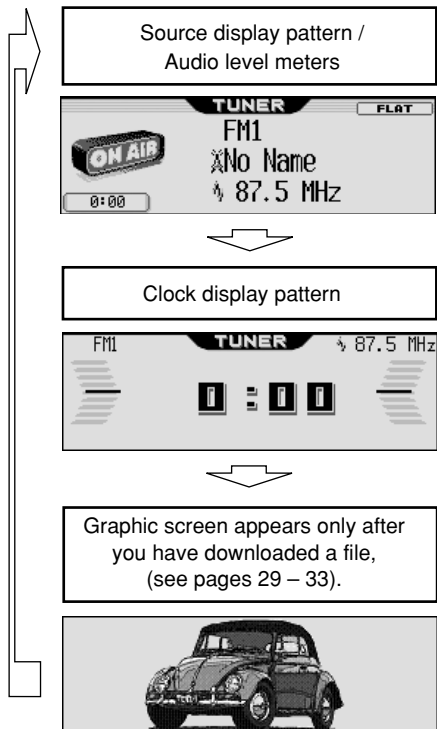 Source display pattern /
Audio level meters
TUNER
FLAT
FM1
ON AIR
No Name
87.5 MHz
0:00
Clock display pattern
FM1
TUNER
87.5 MHz
0:00
Graphic screen appears only after
you have downloaded a file,
(see pages 29 – 33).